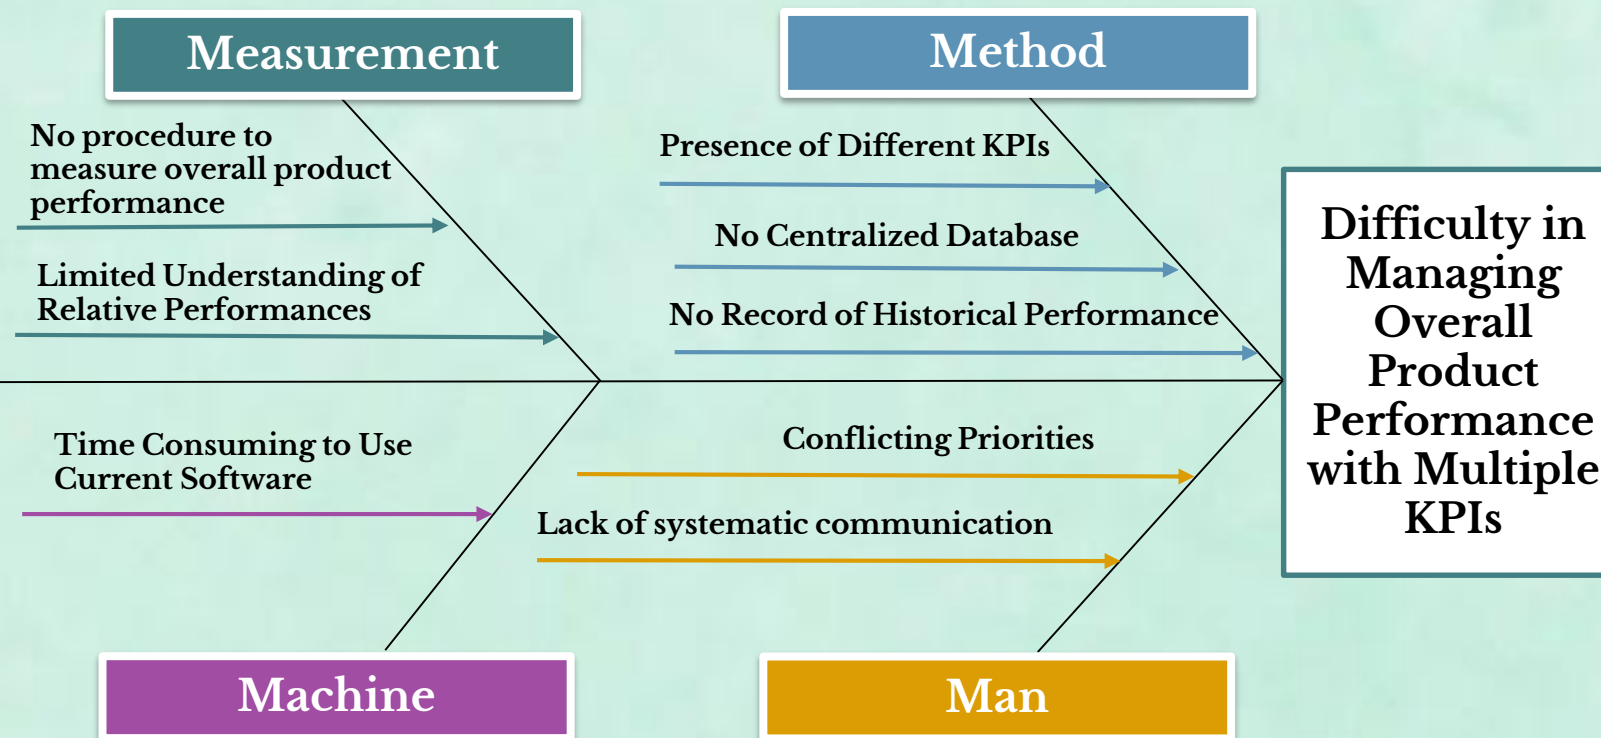 Measurement
Method
No procedure to
measure overall product
performance
Limited Understanding of
Relative Performances
Presence of Different KPIs
No Centralized Database
No Record of Historical Performance
Difficulty in
Managing
Overall
Product
Performance
with Multiple
KPIs
Time Consuming to Use
Current Software
Conflicting Priorities
Lack of systematic communication
Machine
Man